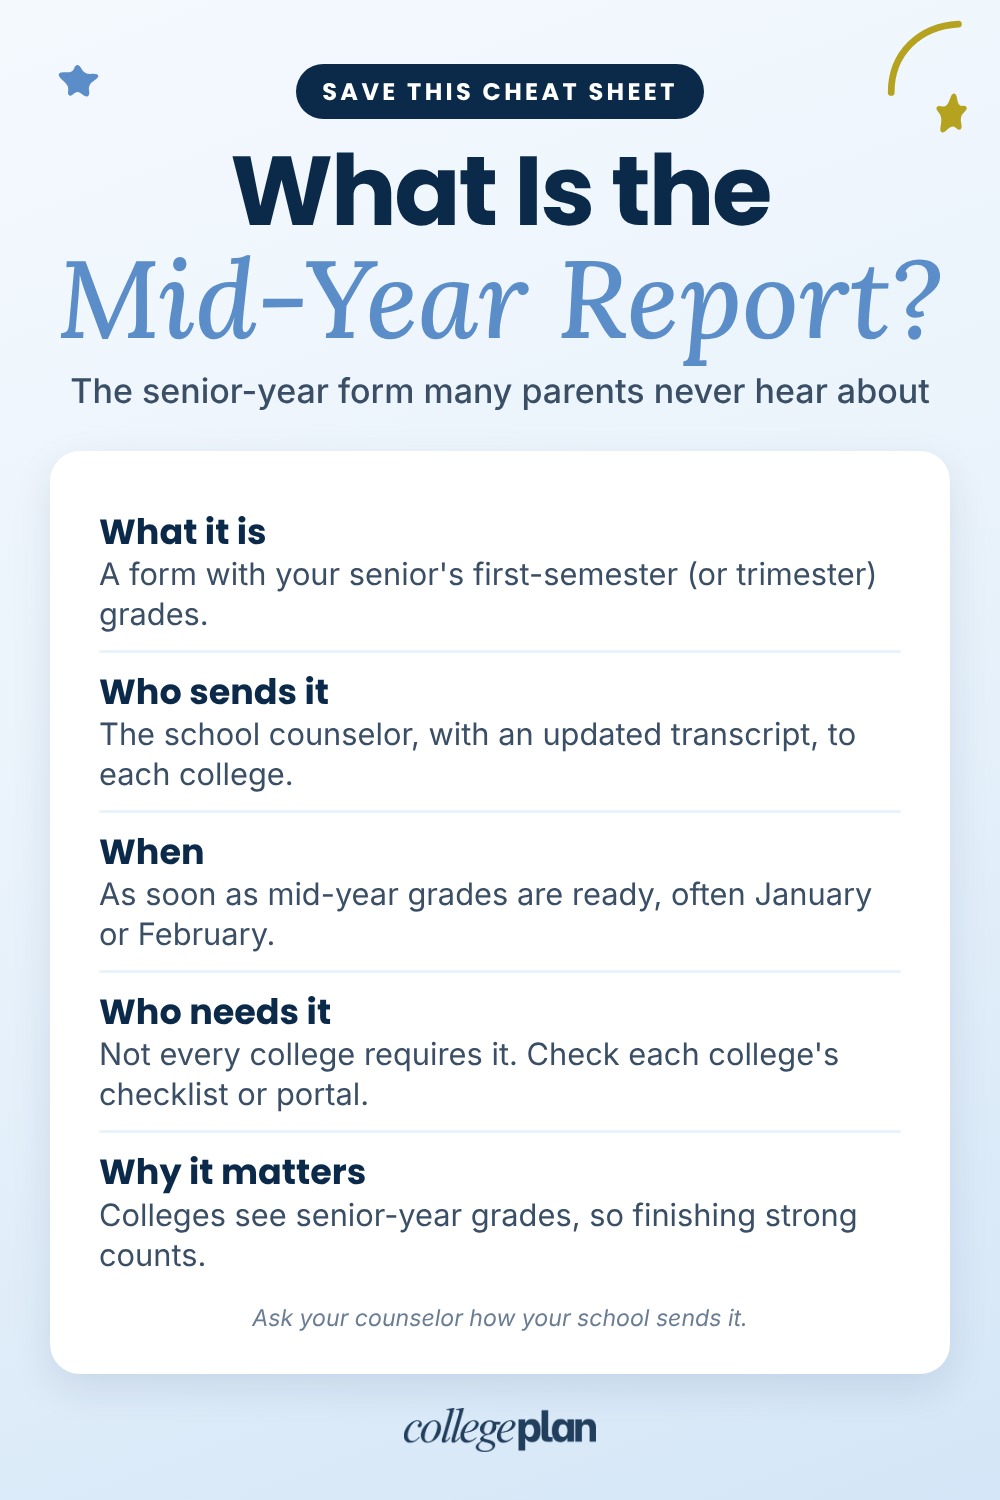 SAVE THIS CHEAT SHEET
What Is the
Mid-Year Report?
The senior-year form many parents never hear about
What it is
A form with your senior's first-semester (or trimester)
grades.
Who sends it
The school counselor, with an updated transcript, to
each college.
When
As soon as mid-year grades are ready, often January
or February.
Who needs it
Not every college requires it. Check each college's
checklist or portal.
Why it matters
Colleges see senior-year grades, so finishing strong
counts.
Ask your counselor how your school sends it.
collegeplan